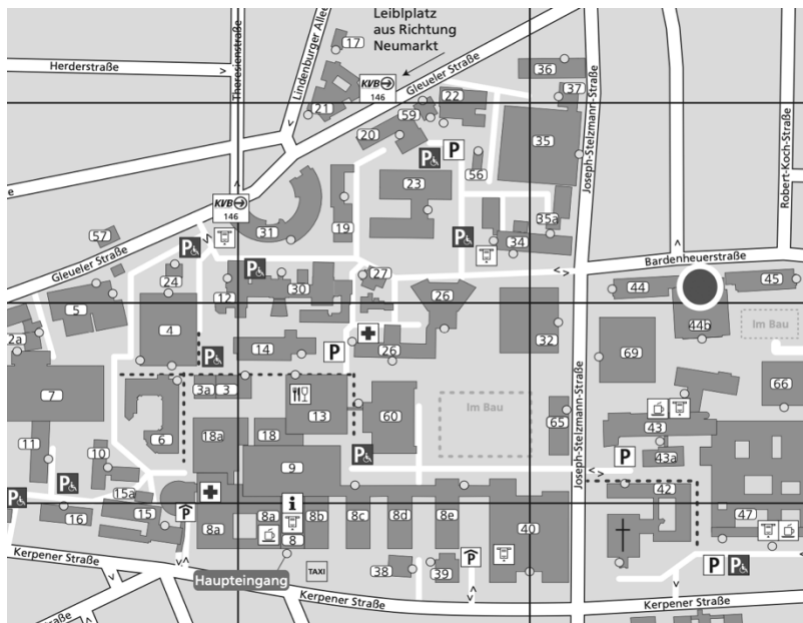 Leiblplatz
aus Richtung
Neumarkt
Herderstraße
Theresienstraße
Lindenburger Allee
17
KVB
146
Gleueler Straße
21
20
59
22
36
37
35
Joseph-Stelzmann-Straße
Robert-Koch-Straße
P
P
56
23
KVB
146
31
19
35a
34
P
57
Gleueler Straße
P
P
24
12
30
27
26
Bardenheuerstraße
44
45
44b
Im Bau
5
2a
4
14
P
P
26
32
69
7
3a
3
13
60
Im Bau
65
66
6
18a
18
43
43a
P
11
10
P
9
P
Joseph-Stelzmann-Straße
42
P
16
15a
15
P
8a
i
8a
8
8b
8c
8d
8e
40
47
Kerpener Straße
Haupteingang
TAXI
38
39
P
P
P
Kerpener Straße
Kerpener Straße